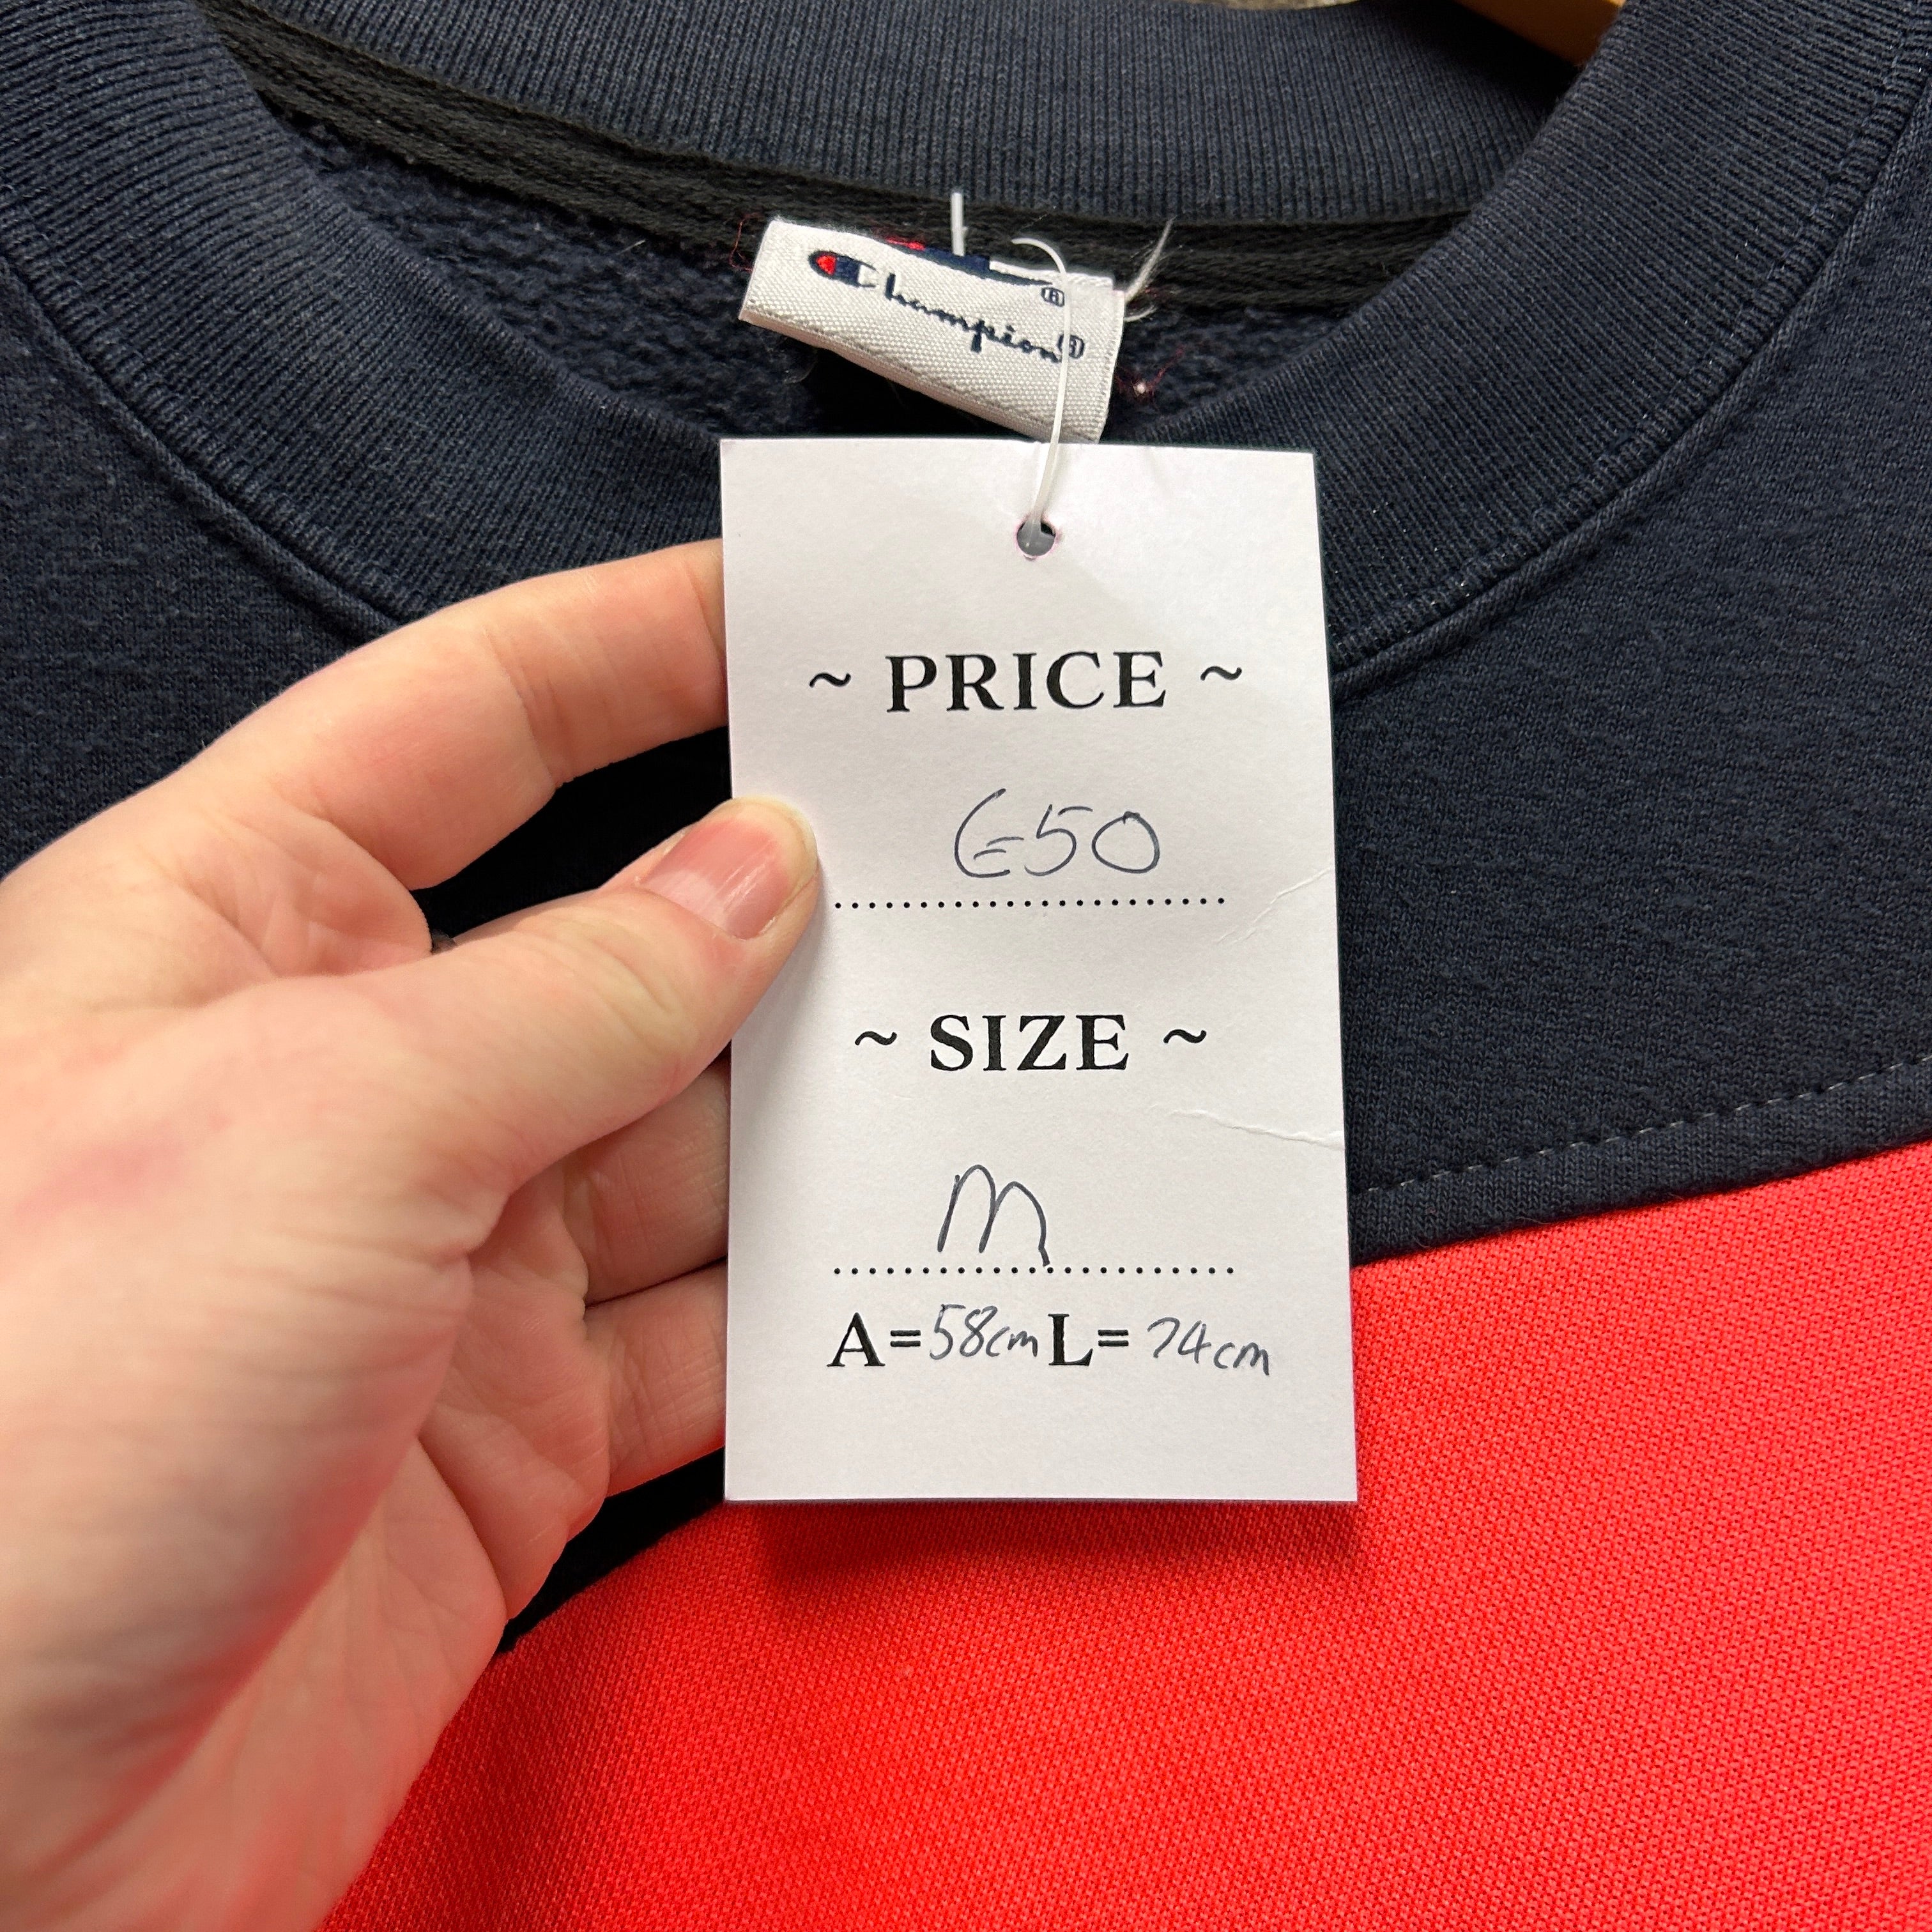 Champion®
®
~ PRICE ~
€50
~ SIZE ~
M
A=58cm L=74cm